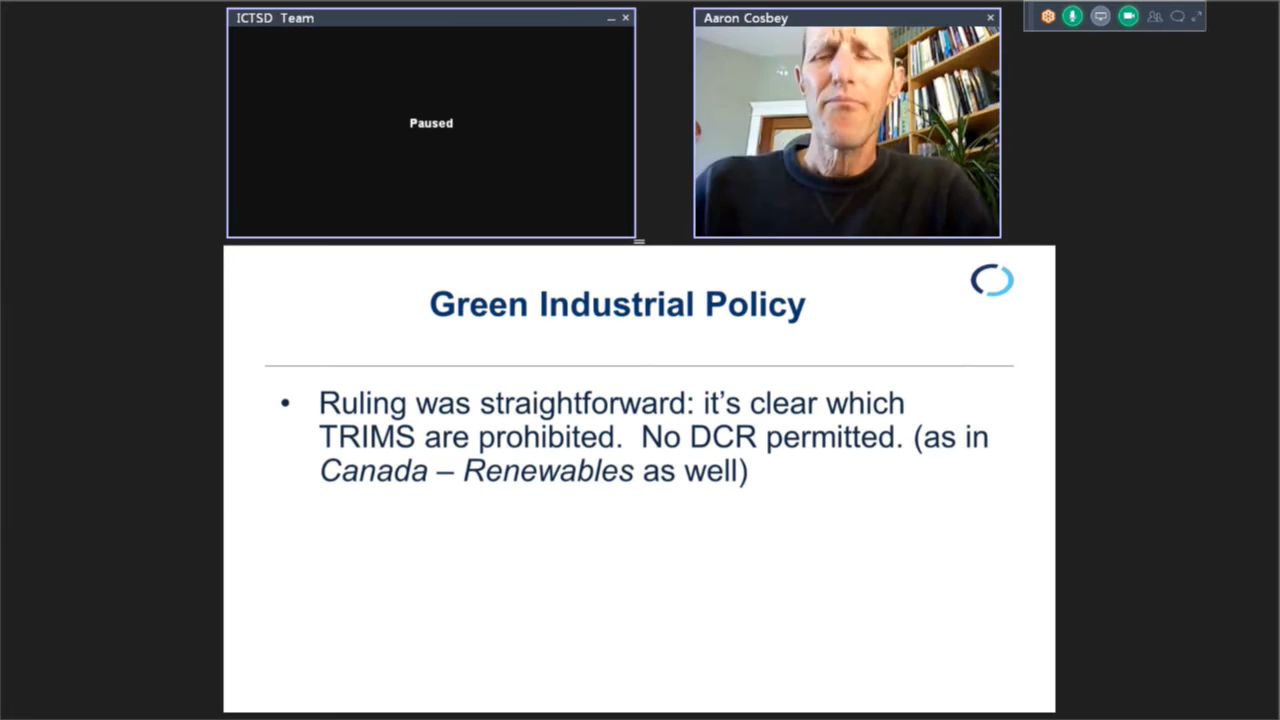 ICTSD Team
Aaron Cosbey
Paused
Green Industrial Policy
• Ruling was straightforward: it’s clear which
TRIMS are prohibited.  No DCR permitted. (as in
Canada – Renewables as well)